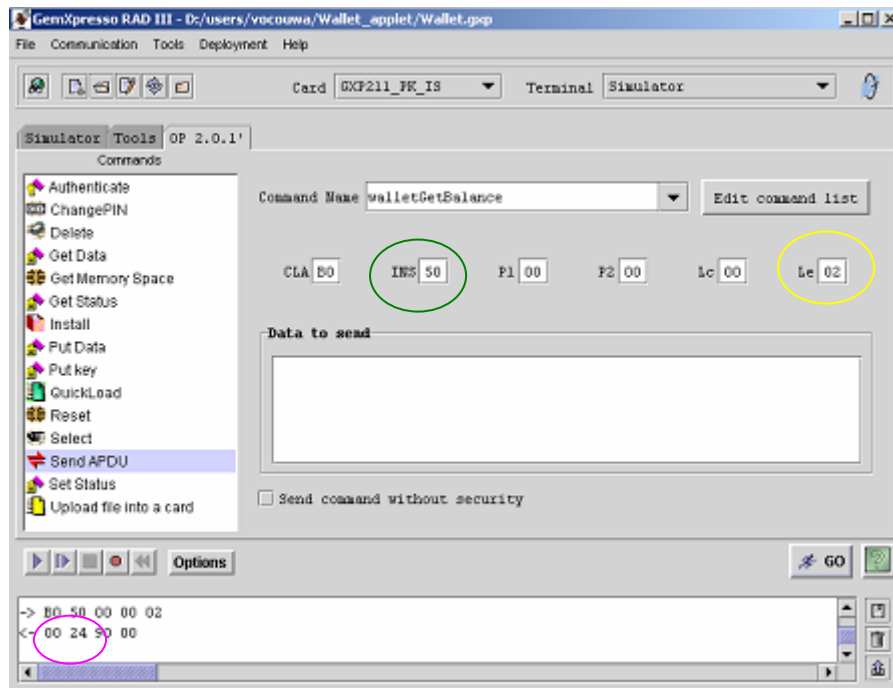 GemXpresso RAD III - D:/users/vocouwa/Wallet_applet/Wallet.gxp
File Communication Tools Deployment Help
Card GXP211_PK_IS Terminal Simulator
Simulator Tools OP 2.0.1'
Commands
Authenticate
ChangePIN
Delete
Get Data
Get Memory Space
Get Status
Install
Put Data
Put key
QuickLoad
Reset
Select
Send APDU
Set Status
Upload file into a card
Command Name walletGetBalance Edit command list
CLA B0 INS 50 P1 00 P2 00 Lc 00 Le 02
Data to send
Send command without security
Options GO
-> B0 50 00 00 02
<- 00 24 90 00